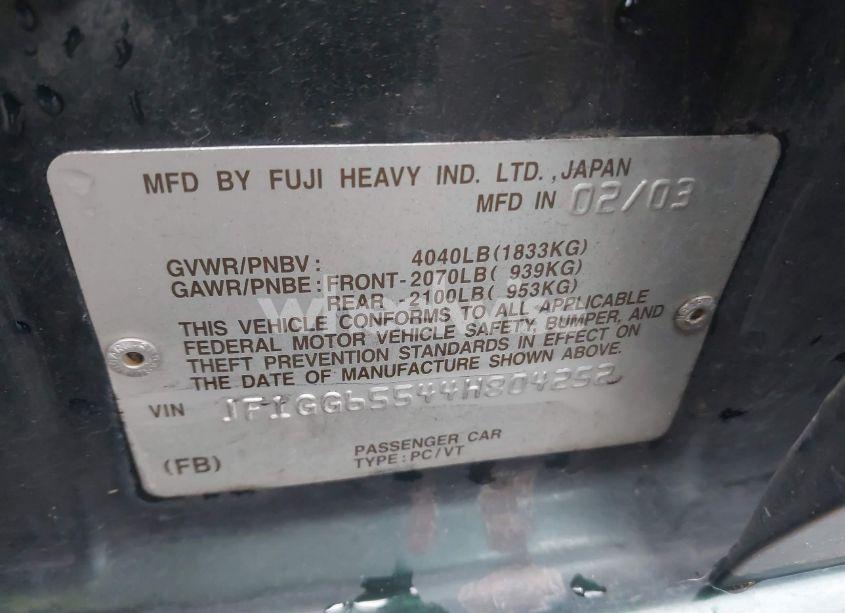 MFD BY FUJI HEAVY IND. LTD. ,JAPAN
MFD IN 02/03
GVWR/PNBV : 4040LB(1833KG)
GAWR/PNBE : FRONT-2070LB( 939KG)
REAR -2100LB( 953KG)
THIS VEHICLE CONFORMS TO ALL APPLICABLE
FEDERAL MOTOR VEHICLE SAFETY, BUMPER, AND
THEFT PREVENTION STANDARDS IN EFFECT ON
THE DATE OF MANUFACTURE SHOWN ABOVE.
VIN JF1GG65544H804252
(FB) PASSENGER CAR
TYPE : PC/VT